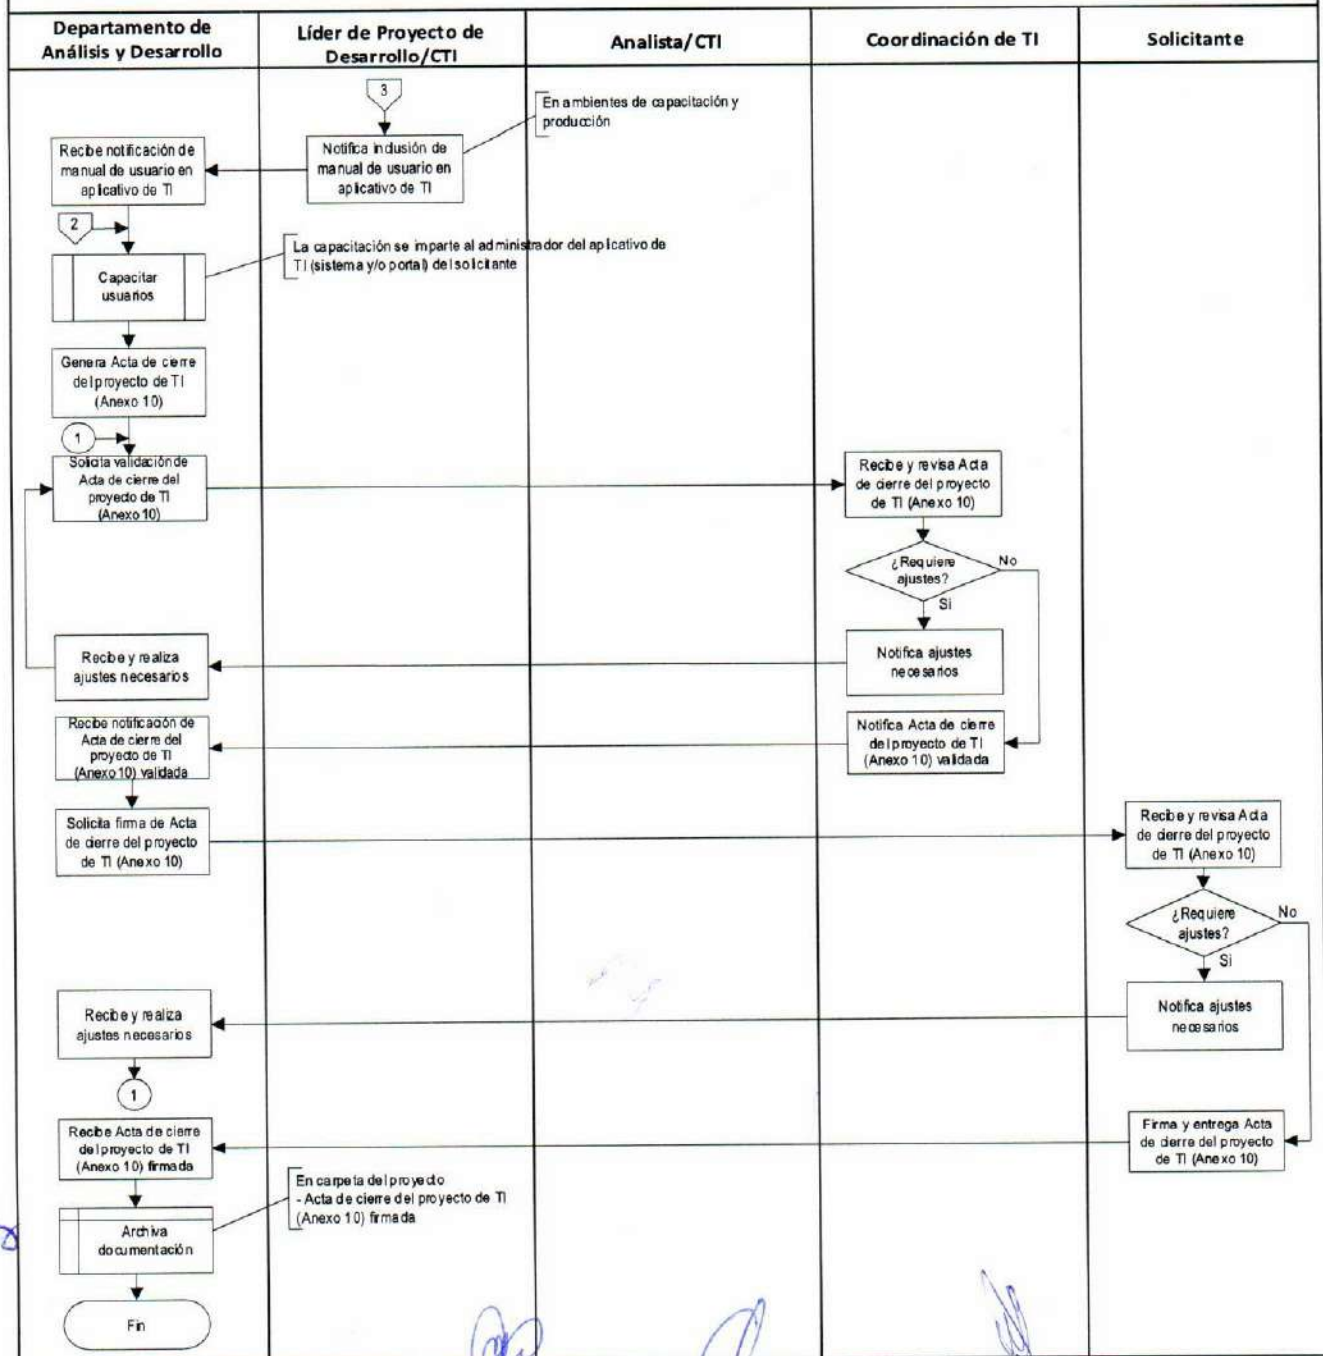 Departamento de
Análisis y Desarrollo
Líder de Proyecto de
Desarrollo/CTI
Analista/CTI
Coordinación de TI
Solicitante
3
En ambientes de capacitación y
producción
Notifica inclusión de
manual de usuario en
aplicativo de TI
Recibe notificación de
manual de usuario en
aplicativo de TI
2
La capacitación se imparte al administrador del aplicativo de
TI (sistema y/o portal) del solicitante
Capacitar
usuarios
Genera Acta de cierre
del proyecto de TI
(Anexo 10)
1
Solicita validación de
Acta de cierre del
proyecto de TI
(Anexo 10)
Recibe y revisa Acta
de cierre del proyecto
de TI (Anexo 10)
¿Requiere
ajustes?
No
Si
Notifica ajustes
necesarios
Recibe y realiza
ajustes necesarios
Notifica Acta de cierre
del proyecto de TI
(Anexo 10) validada
Recibe notificación de
Acta de cierre del
proyecto de TI
(Anexo 10) validada
Solicita firma de Acta
de cierre del proyecto
de TI (Anexo 10)
Recibe y revisa Acta
de cierre del proyecto
de TI (Anexo 10)
¿Requiere
ajustes?
No
Si
Notifica ajustes
necesarios
Recibe y realiza
ajustes necesarios
1
Firma y entrega Acta
de cierre del proyecto
de TI (Anexo 10)
Recibe Acta de cierre
del proyecto de TI
(Anexo 10) firmada
En carpeta del proyecto
- Acta de cierre del proyecto de TI
(Anexo 10) firmada
Archiva
documentación
Fin